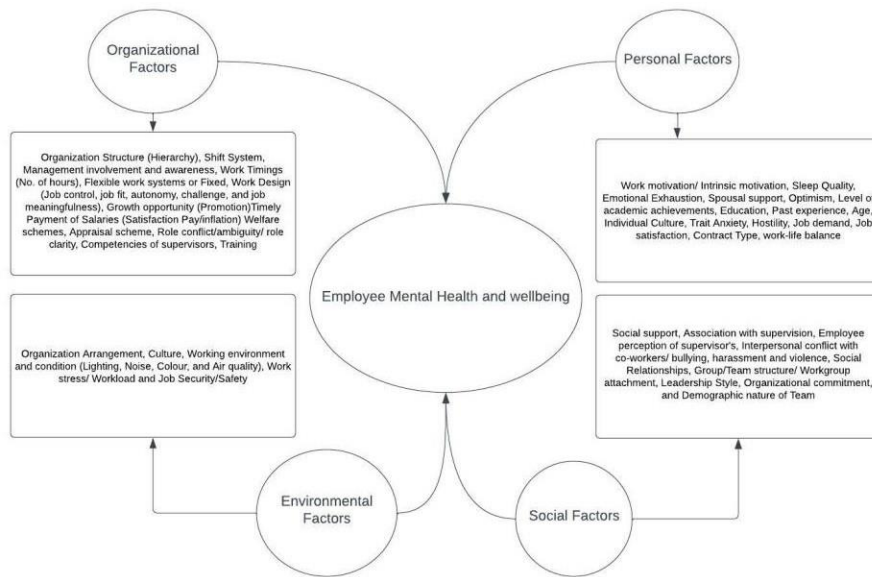 Organizational
Factors
Personal Factors
Organization Structure (Hierarchy), Shift System,
Management involvement and awareness, Work Timings
(No. of hours), Flexible work systems or Fixed, Work Design
(Job control, job fit, autonomy, challenge, and job
meaningfulness), Growth opportunity (Promotion)Timely
Payment of Salaries (Satisfaction Pay/inflation) Welfare
schemes, Appraisal scheme, Role conflict/ambiguity/ role
clarity, Competencies of supervisors, Training
Work motivation/ Intrinsic motivation, Sleep Quality,
Emotional Exhaustion, Spousal support, Optimism, Level of
academic achievements, Education, Past experience, Age,
Individual Culture, Trait Anxiety, Hostility, Job demand, Job
satisfaction, Contract Type, work-life balance
Employee Mental Health and wellbeing
Organization Arrangement, Culture, Working environment
and condition (Lighting, Noise, Colour, and Air quality), Work
stress/ Workload and Job Security/Safety
Social support, Association with supervision, Employee
perception of supervisor's, Interpersonal conflict with
co-workers/ bullying, harassment and violence, Social
Relationships, Group/Team structure/ Workgroup
attachment, Leadership Style, Organizational commitment,
and Demographic nature of Team
Environmental
Factors
Social Factors